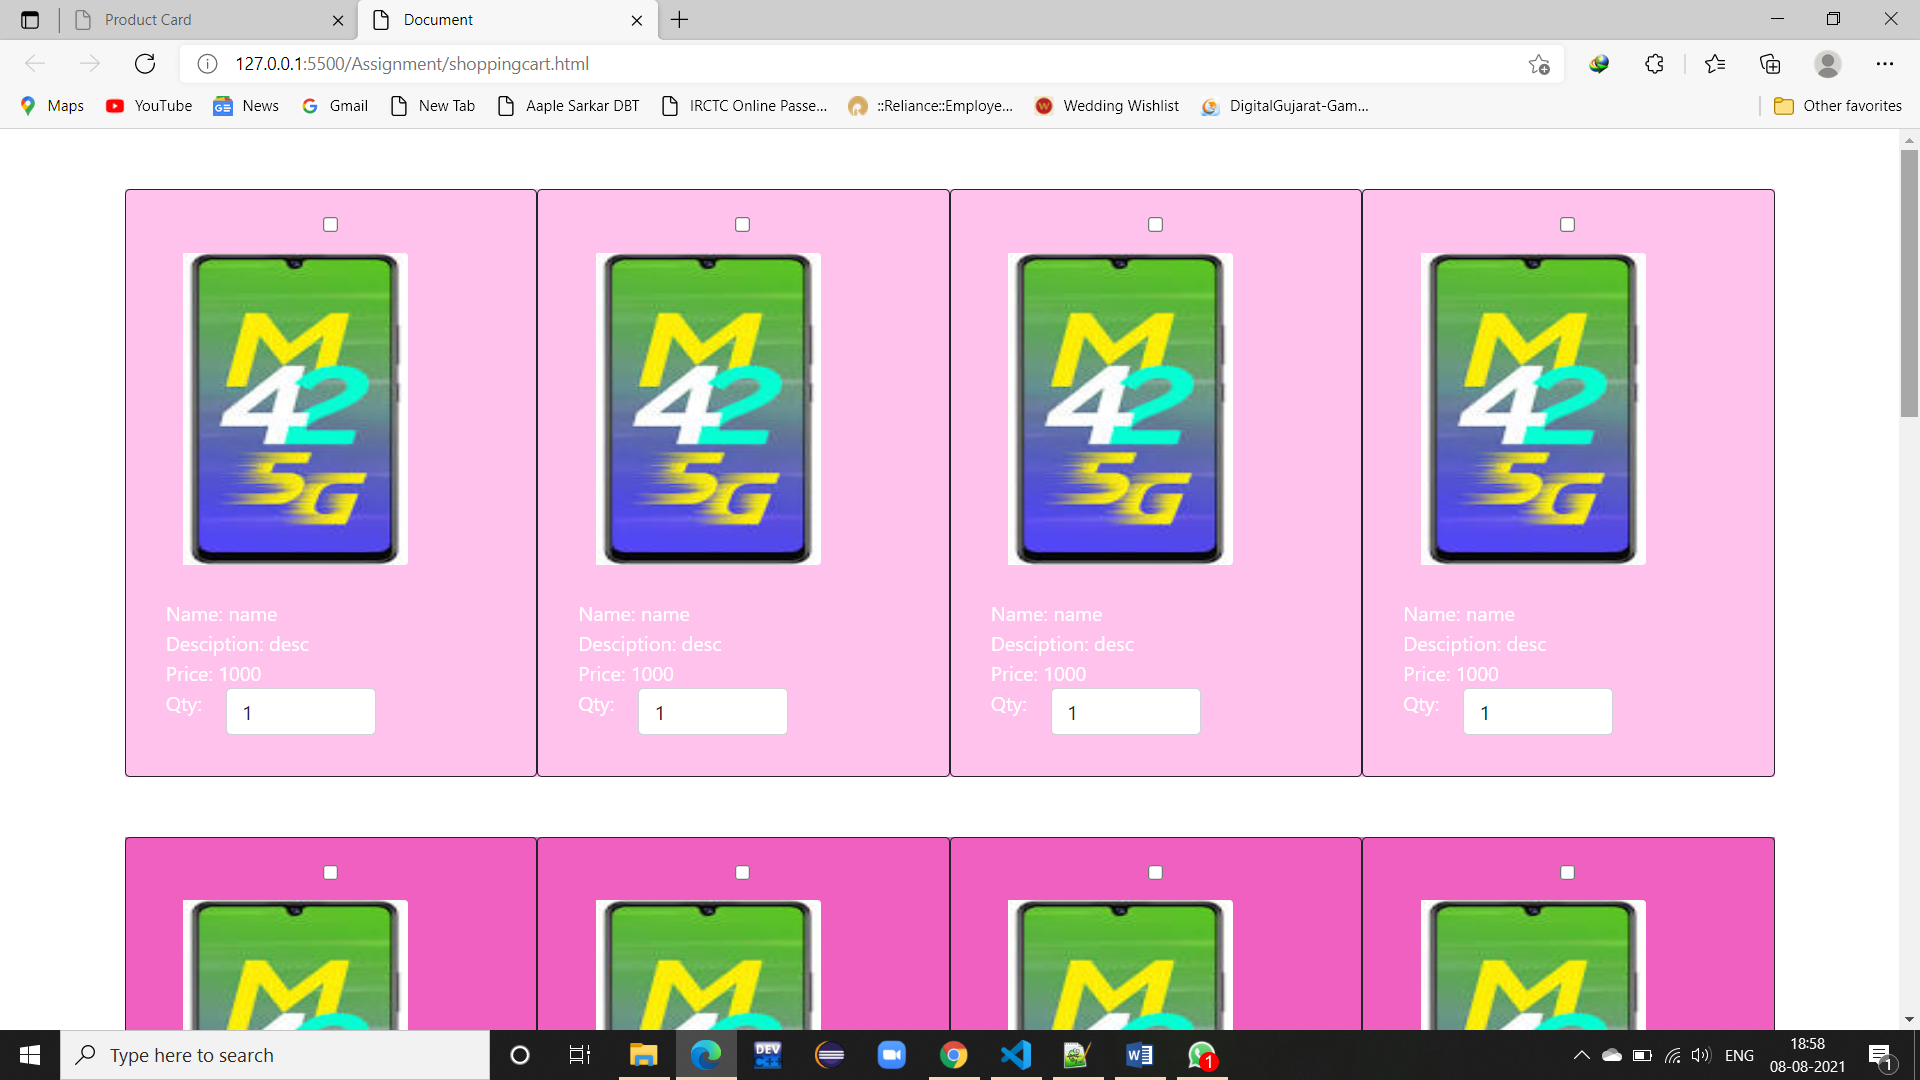 Product Card
Document
127.0.0.1:5500/Assignment/shoppingcart.html
Maps YouTube News Gmail New Tab Aaple Sarkar DBT IRCTC Online Passe... ::Reliance::Employe... Wedding Wishlist DigitalGujarat-Gam... Other favorites
M M M M
42 42 42 42
5G 5G 5G 5G
Name: name Name: name Name: name Name: name
Desciption: desc Desciption: desc Desciption: desc Desciption: desc
Price: 1000 Price: 1000 Price: 1000 Price: 1000
Qty: 1 Qty: 1 Qty: 1 Qty: 1
M M M M
Type here to search
DEV
C++
W
1
ENG
18:58
08-08-2021
1